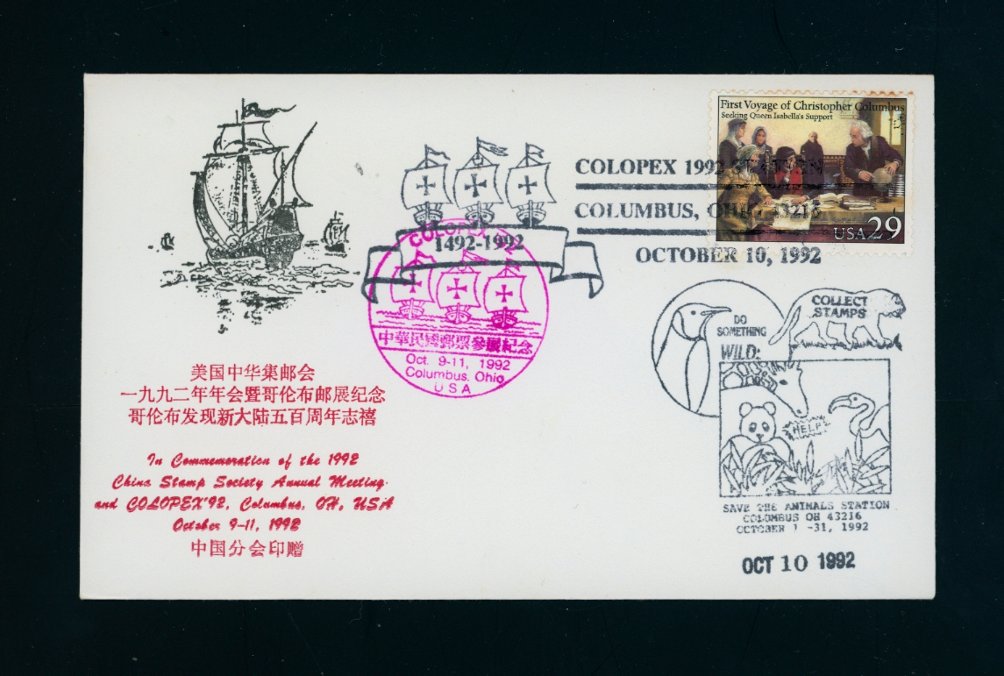 First Voyage of Christopher Columbus
Seeking Queen Isabella's Support
USA 29
COLOPEX 1992 STATION
COLUMBUS, OHIO 43216
OCTOBER 10, 1992
1492-1992
COLOPEX
中華民國郵票參展紀念
Oct. 9-11, 1992
Columbus, Ohio
USA
DO
SOMETHING
WILD:
COLLECT
STAMPS
HELP!
SAVE THE ANIMALS STATION
COLUMBUS OH 43216
OCTOBER 1-31, 1992
OCT 10 1992
美国中华集邮会
一九九二年年会暨哥伦布邮展纪念
哥伦布发现新大陆五百周年志禧
In Commemoration of the 1992
China Stamp Society Annual Meeting
and COLOPEX'92, Columbus, OH, USA
October 9-11, 1992
中国分会印赠